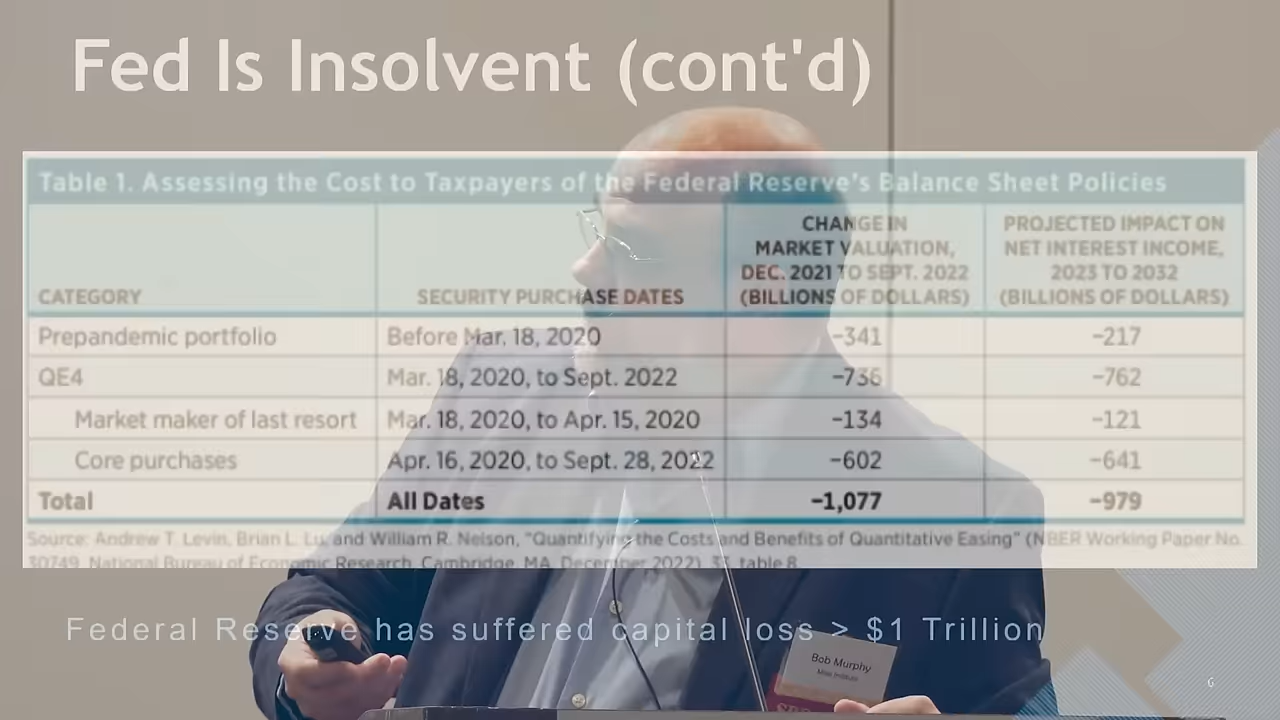 Fed Is Insolvent (cont'd)
Table 1. Assessing the Cost to Taxpayers of the Federal Reserve's Balance Sheet Policies
CATEGORY
SECURITY PURCHASE DATES
CHANGE IN
MARKET VALUATION,
DEC. 2021 TO SEPT. 2022
(BILLIONS OF DOLLARS)
PROJECTED IMPACT ON
NET INTEREST INCOME,
2023 TO 2032
(BILLIONS OF DOLLARS)
Prepandemic portfolio Before Mar. 18, 2020 −341 −217
QE4 Mar. 18, 2020, to Sept. 2022 −736 −762
Market maker of last resort Mar. 18, 2020, to Apr. 15, 2020 −134 −121
Core purchases Apr. 16, 2020, to Sept. 28, 2022 −602 −641
Total All Dates −1,077 −979
Source: Andrew T. Levin, Brian L. Lu, and William R. Nelson, "Quantifying the Costs and Benefits of Quantitative Easing" (NBER Working Paper No.
30749, National Bureau of Economic Research, Cambridge, MA, December 2022), table 8.
Federal Reserve has suffered capital loss > $1 Trillion
Bob Murphy
Mises Institute
6